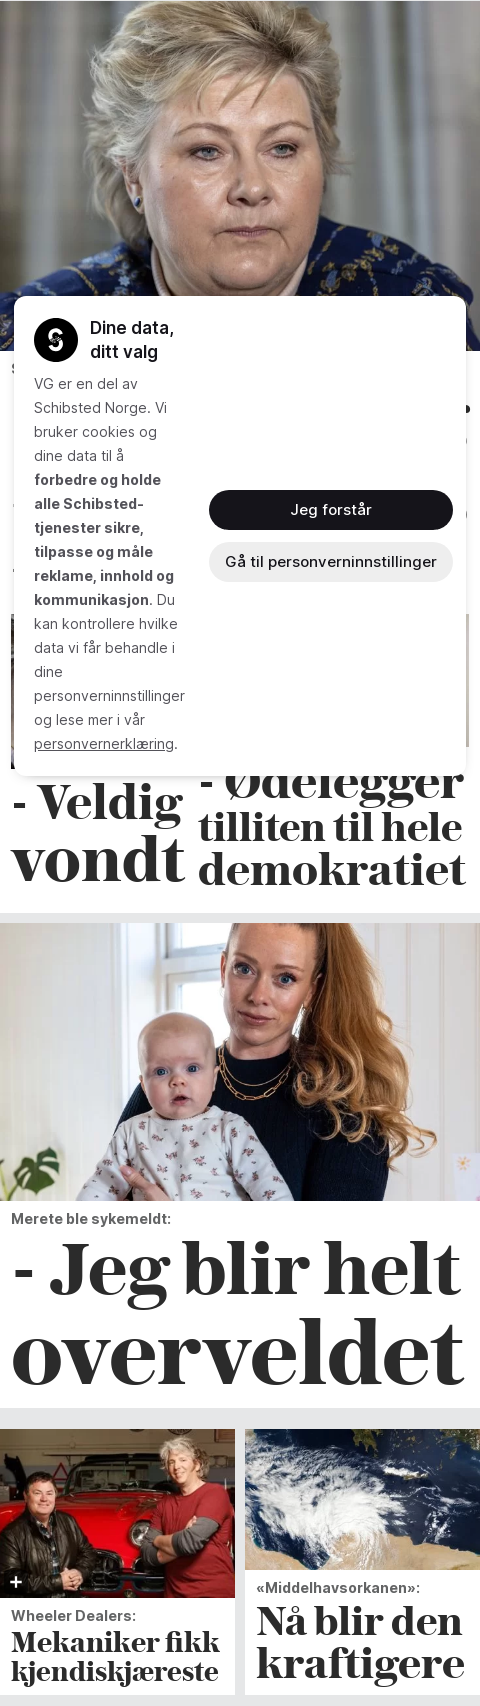 Dine data,
ditt valg
VG er en del av
Schibsted Norge. Vi
bruker cookies og
dine data til å
forbedre og holde
alle Schibsted-
tjenester sikre,
tilpasse og måle
reklame, innhold og
kommunikasjon. Du
kan kontrollere hvilke
data vi får behandle i
dine
personverninnstillinger
og lese mer i vår
personvernerklæring.
Jeg forstår
Gå til personverninnstillinger
- Veldig
vondt
- Ødelegger
tilliten til hele
demokratiet
Merete ble sykemeldt:
- Jeg blir helt
overveldet
Wheeler Dealers:
Mekaniker fikk
kjendiskjæreste
«Middelhavsorkanen»:
Nå blir den
kraftigere